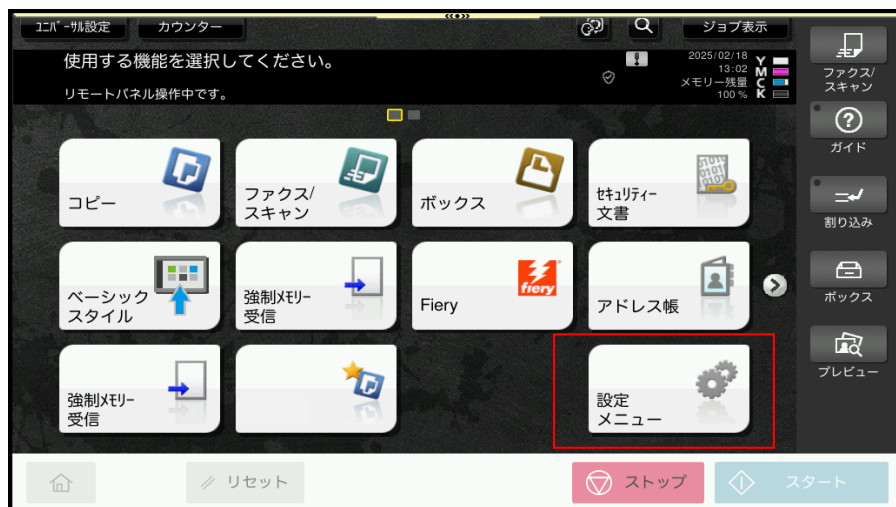 ﾕﾆﾊﾞｰｻﾙ設定
カウンター
ジョブ表示
使用する機能を選択してください。
リモートパネル操作中です。
2025/02/18
13:02
メモリー残量
100 %
Y
M
C
K
ファクス/
スキャン
ガイド
割り込み
ボックス
プレビュー
コピー
ファクス/
スキャン
ボックス
ｾｷｭﾘﾃｨｰ
文書
ベーシック
スタイル
強制ﾒﾓﾘｰ
受信
Fiery
fiery
アドレス帳
強制ﾒﾓﾘｰ
受信
設定
メニュー
リセット
ストップ
スタート